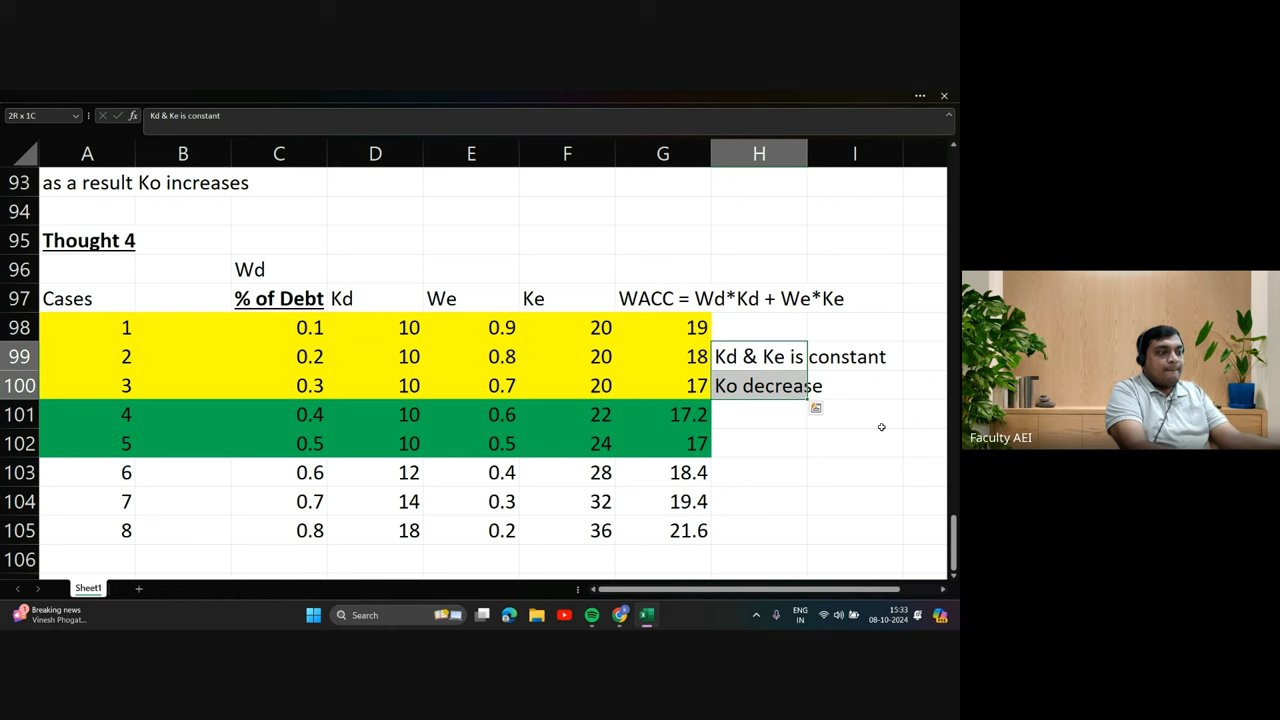 2R x 1C
fx
Kd & Ke is constant
A B C D E F G H I
93 as a result Ko increases
94
95 Thought 4
96 Wd
97 Cases % of Debt Kd We Ke WACC = Wd*Kd + We*Ke
98 1 0.1 10 0.9 20 19
99 2 0.2 10 0.8 20 18 Kd & Ke is constant
100 3 0.3 10 0.7 20 17 Ko decrease
101 4 0.4 10 0.6 22 17.2
102 5 0.5 10 0.5 24 17
103 6 0.6 12 0.4 28 18.4
104 7 0.7 14 0.3 32 19.4
105 8 0.8 18 0.2 36 21.6
106
Faculty AEI
Sheet1
Breaking news
Vinesh Phogat...
Search
ENG
IN
15:33
08-10-2024